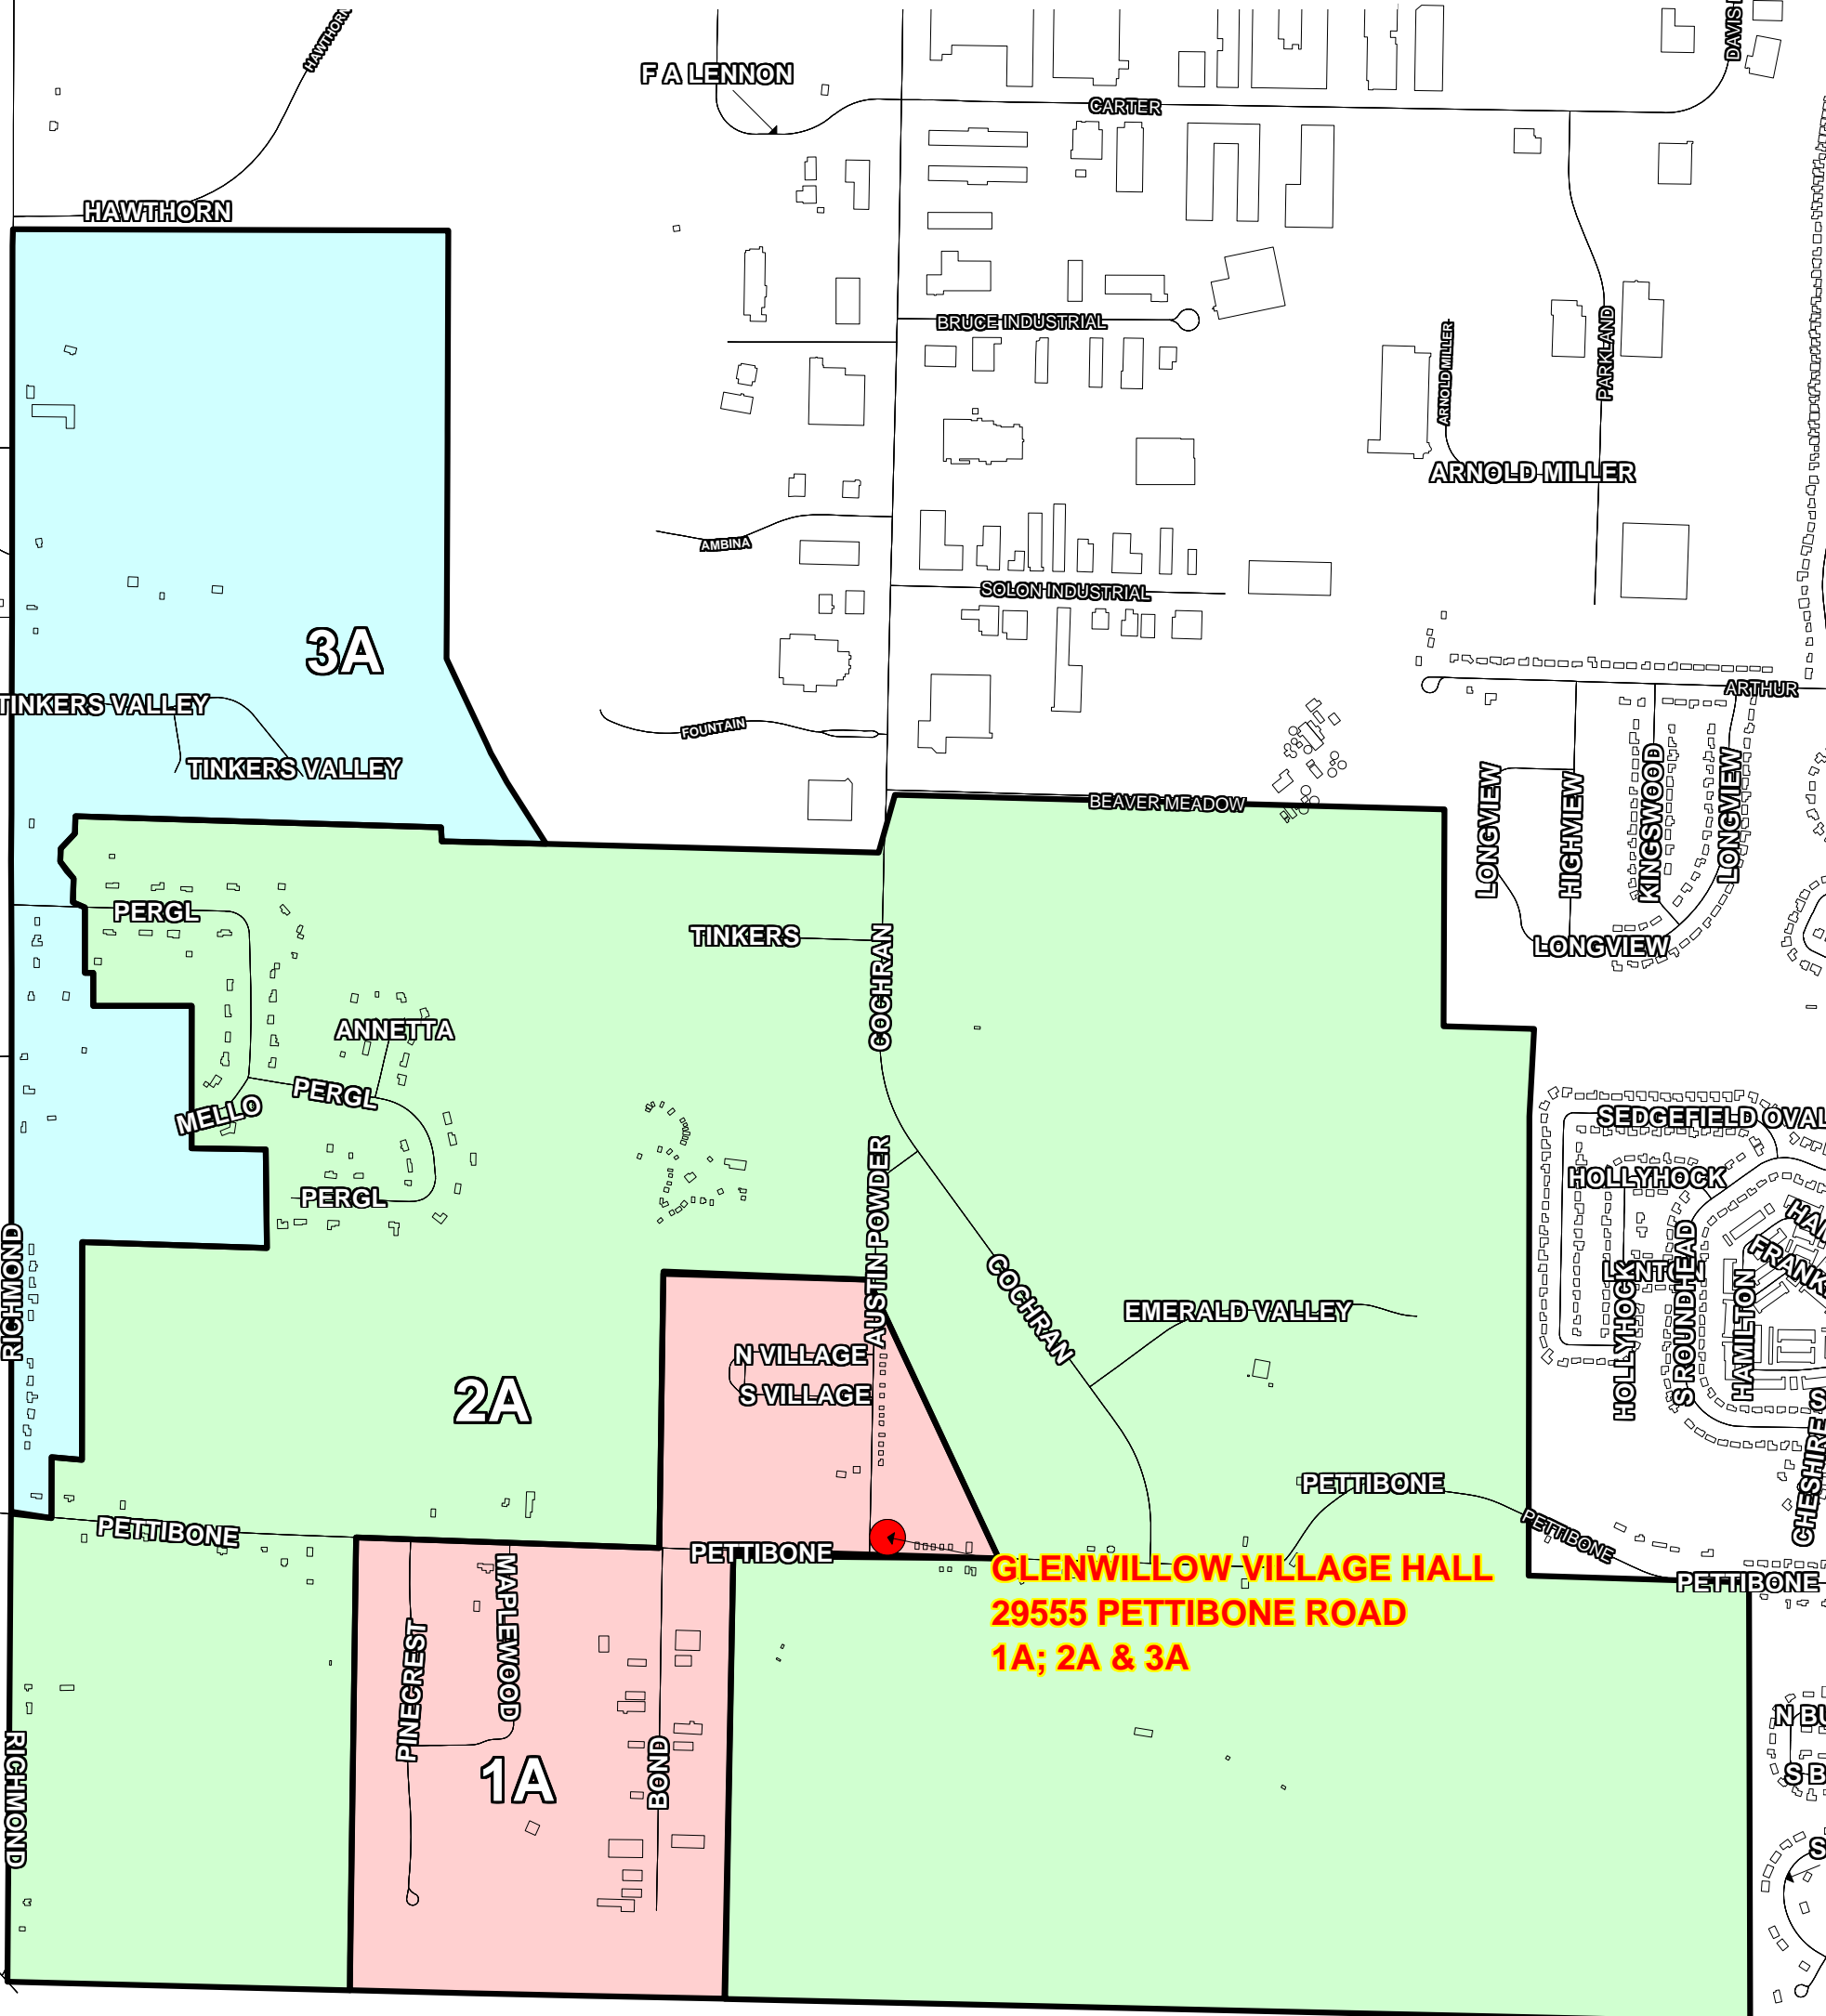 HAWTHORN
F A LENNON
CARTER
HAWTHORN
BRUCE INDUSTRIAL
PARKLAND
ARNOLD MILLER
ARNOLD MILLER
AMBINA
SOLON INDUSTRIAL
3A
TINKERS VALLEY
ARTHUR
FOUNTAIN
TINKERS VALLEY
BEAVER MEADOW
LONGVIEW
HIGHVIEW
KINGSWOOD
LONGVIEW
PERGL
TINKERS
COCHRAN
LONGVIEW
ANNETTA
PERGL
MELLO
SEDGEFIELD OVAL
HOLLYHOCK
PERGL
AUSTIN POWDER
RICHMOND
COCHRAN
EMERALD VALLEY
HOLLYHOCK
S ROUNDHEAD
HAMILTON
N VILLAGE
S VILLAGE
2A
PETTIBONE
PETTIBONE
PETTIBONE
PETTIBONE
PETTIBONE
GLENWILLOW VILLAGE HALL
29555 PETTIBONE ROAD
1A; 2A & 3A
MAPLEWOOD
PINECREST
BOND
1A
RICHMOND